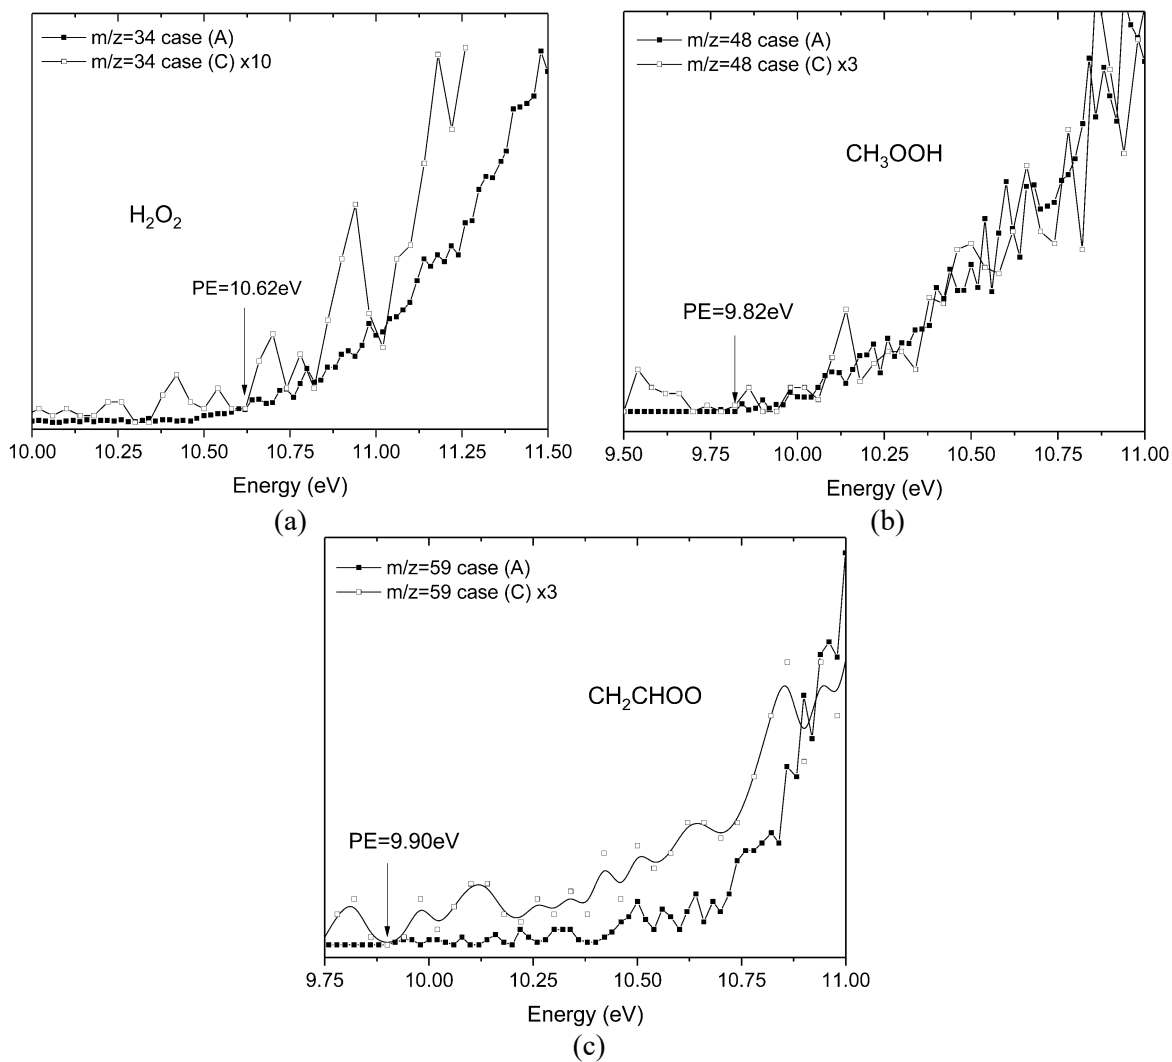 m/z=34 case (A)
m/z=34 case (C) x10
H₂O₂
PE=10.62eV
10.00 10.25 10.50 10.75 11.00 11.25 11.50
Energy (eV)
(a)
m/z=48 case (A)
m/z=48 case (C) x3
CH₃OOH
PE=9.82eV
9.50 9.75 10.00 10.25 10.50 10.75 11.00
Energy (eV)
(b)
m/z=59 case (A)
m/z=59 case (C) x3
CH₂CHOO
PE=9.90eV
9.75 10.00 10.25 10.50 10.75 11.00
Energy (eV)
(c)